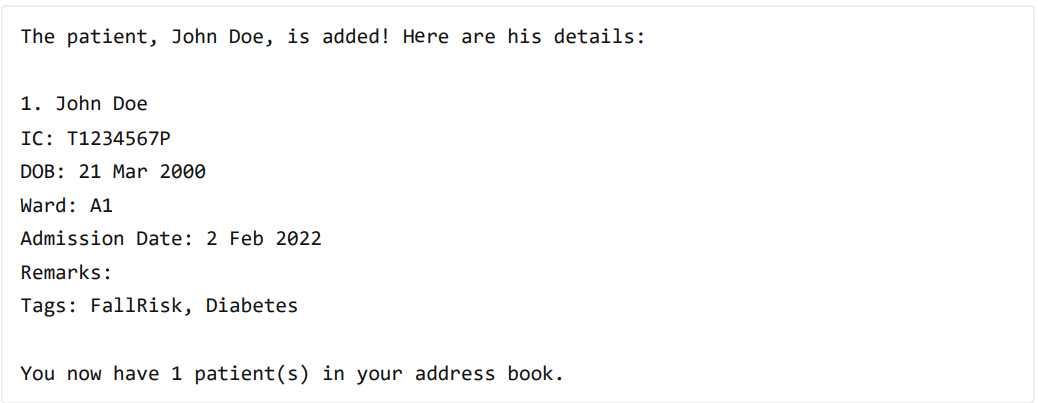 The patient, John Doe, is added! Here are his details:
1. John Doe
IC: T1234567P
DOB: 21 Mar 2000
Ward: A1
Admission Date: 2 Feb 2022
Remarks:
Tags: FallRisk, Diabetes
You now have 1 patient(s) in your address book.